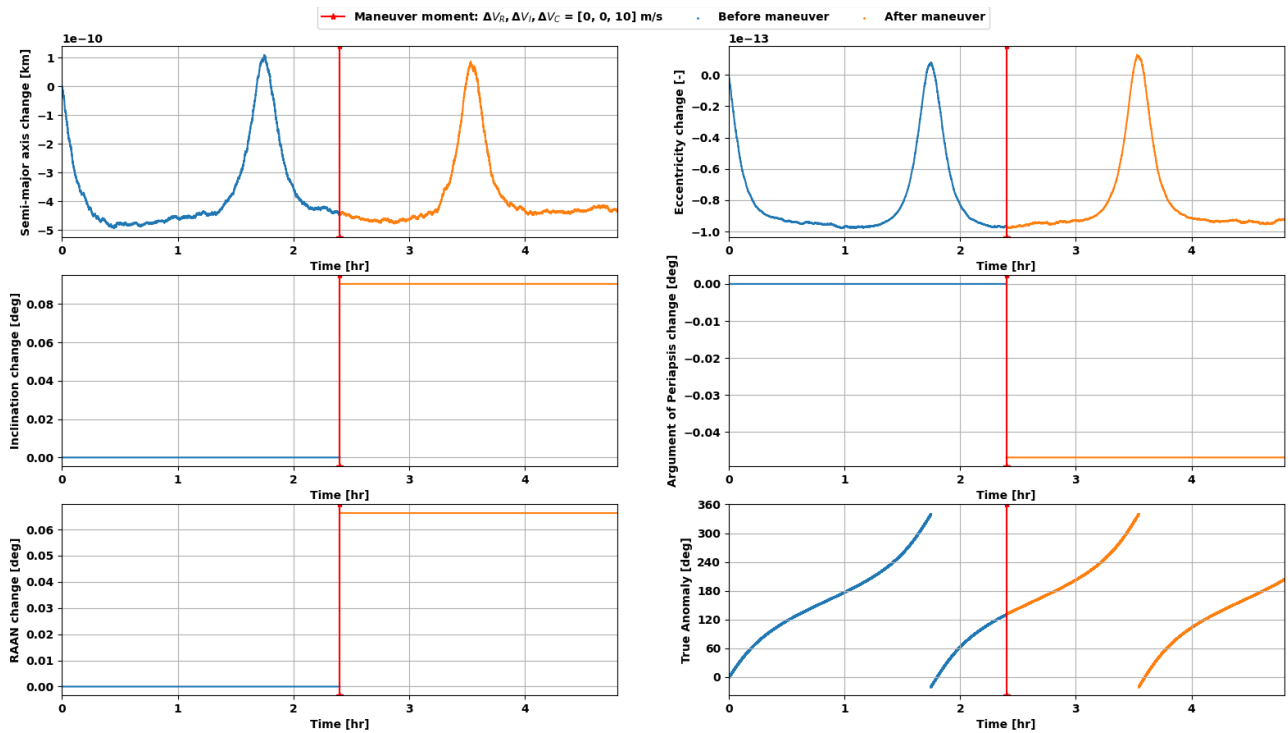 Maneuver moment: ΔV_R, ΔV_I, ΔV_C = [0, 0, 10] m/s Before maneuver After maneuver
1e−10
Semi-major axis change [km]
1
0
−1
−2
−3
−4
−5
0 1 2 3 4
Time [hr]
1e−13
Eccentricity change [-]
0.0
−0.2
−0.4
−0.6
−0.8
−1.0
0 1 2 3 4
Time [hr]
Inclination change [deg]
0.08
0.06
0.04
0.02
0.00
0 1 2 3 4
Time [hr]
Argument of Periapsis change [deg]
0.00
−0.01
−0.02
−0.03
−0.04
0 1 2 3 4
Time [hr]
RAAN change [deg]
0.06
0.05
0.04
0.03
0.02
0.01
0.00
0 1 2 3 4
Time [hr]
True Anomaly [deg]
360
300
240
180
120
60
0
0 1 2 3 4
Time [hr]